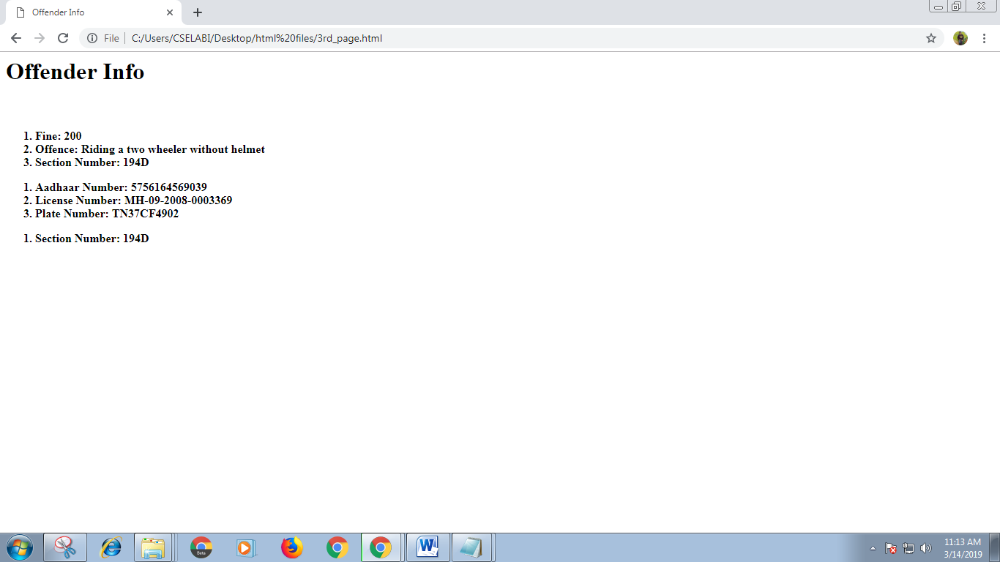 Offender Info
File
C:/Users/CSELABI/Desktop/html%20files/3rd_page.html
Offender Info
1. Fine: 200
2. Offence: Riding a two wheeler without helmet
3. Section Number: 194D
1. Aadhaar Number: 5756164569039
2. License Number: MH-09-2008-0003369
3. Plate Number: TN37CF4902
1. Section Number: 194D
Beta
11:13 AM
3/14/2019